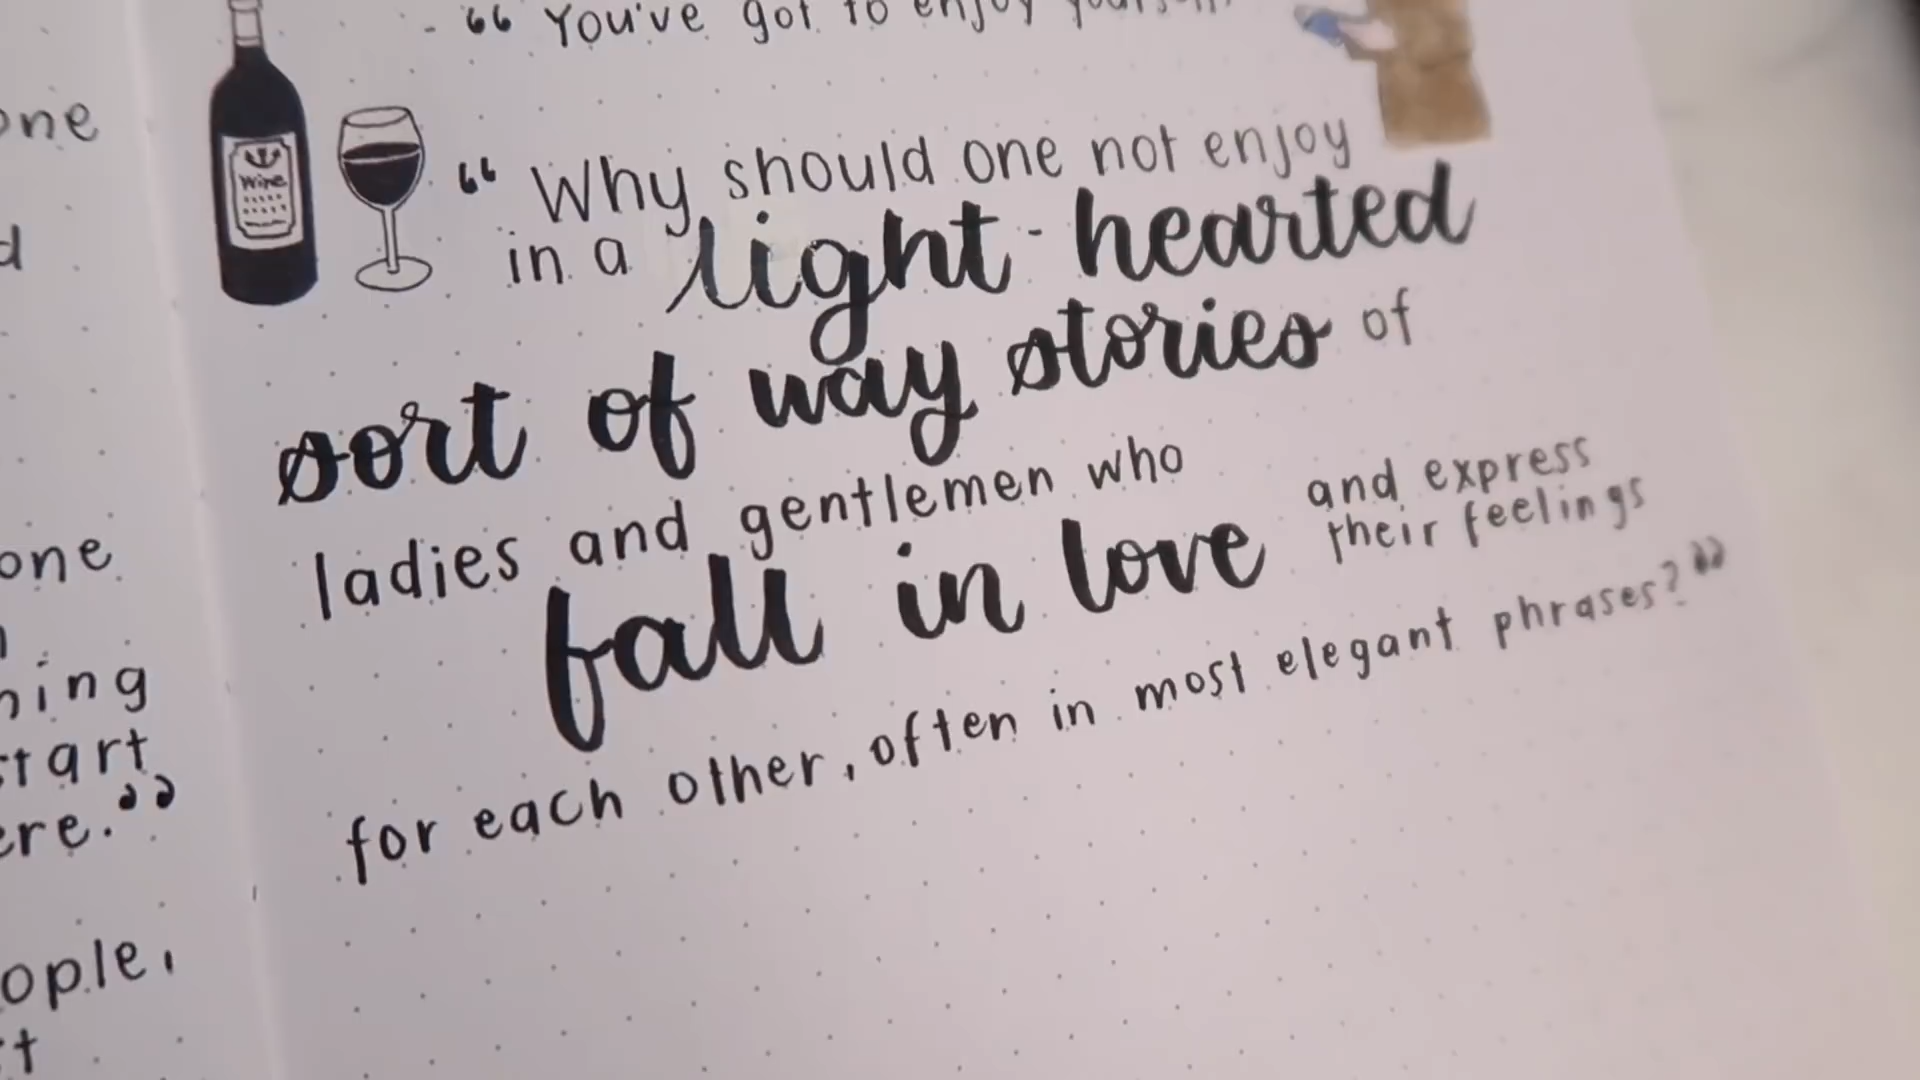 one
d
one
ning
start
ere.”
ople,
t
“ You've got to enjoy yourself.
Wine
“ Why should one not enjoy
in a light-hearted
sort of way stories of
ladies and gentlemen who
fall in love and express
their feelings
for each other, often in most elegant phrases?”